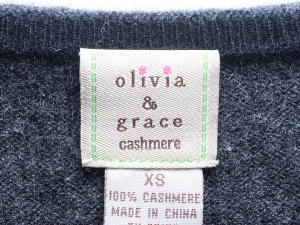 olivia
&
grace
cashmere
XS
100% CASHMERE
MADE IN CHINA